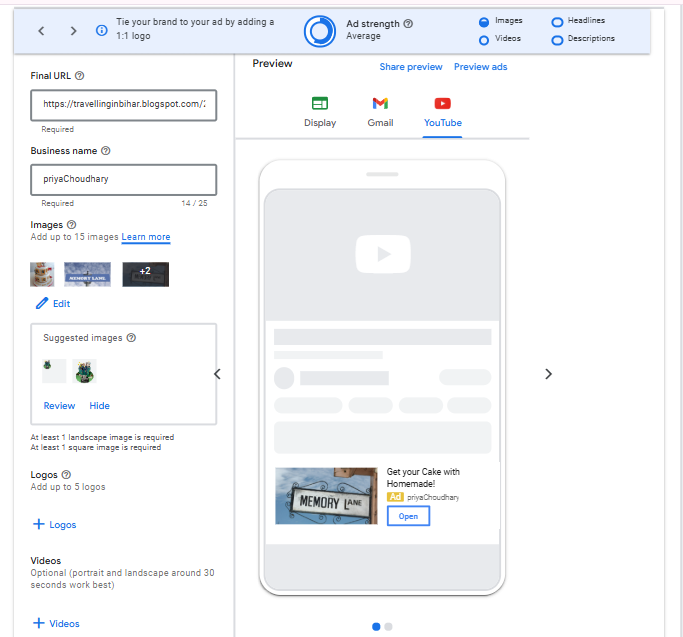 Tie your brand to your ad by adding a
1:1 logo
Ad strength
Average
Images
Videos
Headlines
Descriptions
Final URL
https://travellinginbihar.blogspot.com/
Required
Business name
priyaChoudhary
Required
14 / 25
Images
Add up to 15 images Learn more
MEMORY LANE
+2
Edit
Suggested images
Review
Hide
At least 1 landscape image is required
At least 1 square image is required
Logos
Add up to 5 logos
+ Logos
Videos
Optional (portrait and landscape around 30
seconds work best)
+ Videos
Preview
Share preview
Preview ads
Display
Gmail
YouTube
MEMORY LANE
Get your Cake with
Homemade!
Ad priyaChoudhary
Open